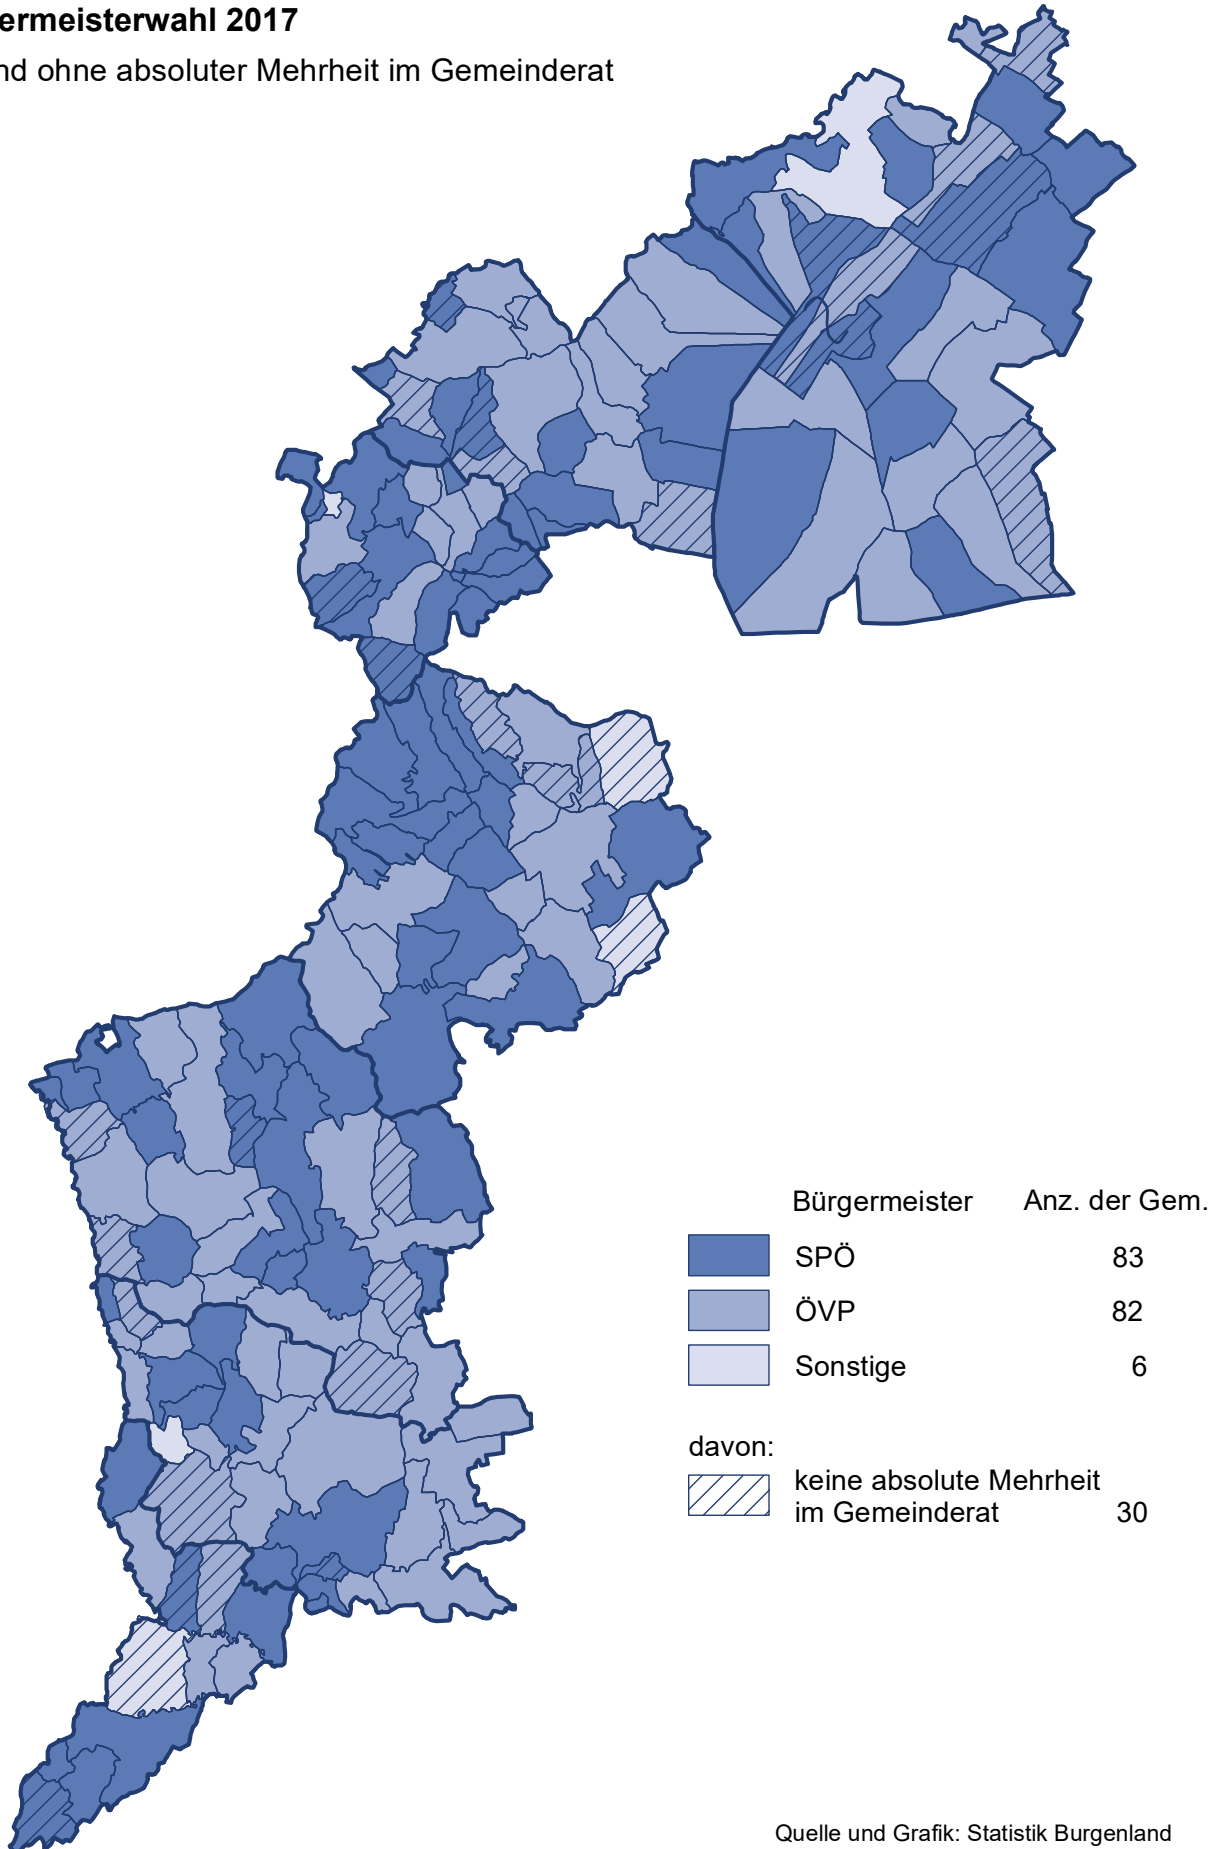 ermeisterwahl 2017
nd ohne absoluter Mehrheit im Gemeinderat
Bürgermeister Anz. der Gem.
SPÖ 83
ÖVP 82
Sonstige 6
davon:
keine absolute Mehrheit
im Gemeinderat 30
Quelle und Grafik: Statistik Burgenland